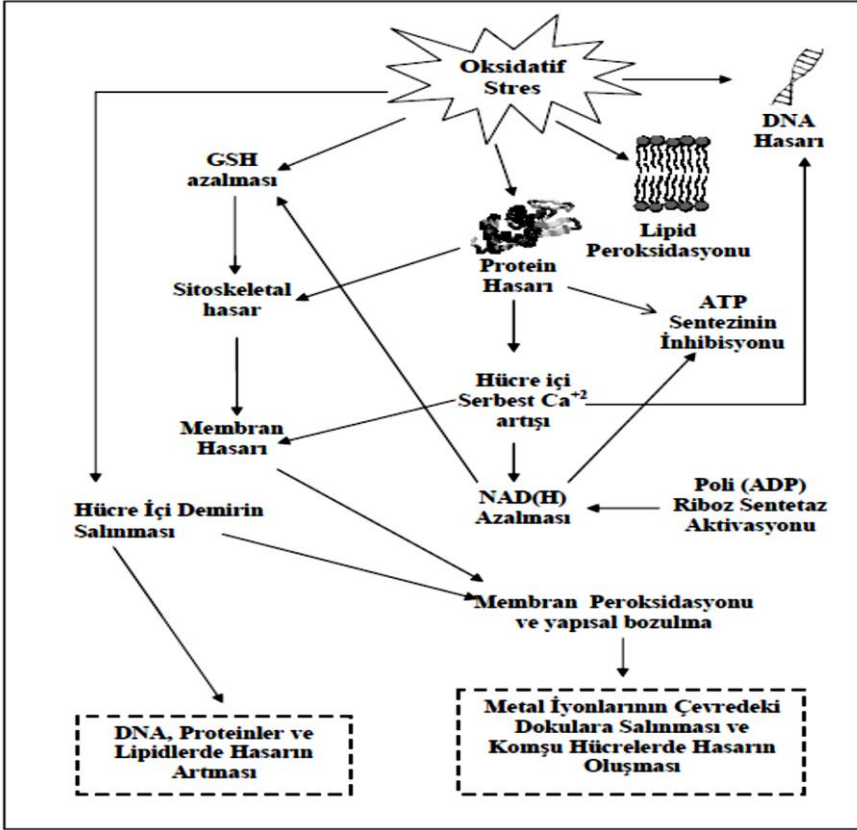 Oksidatif
Stres
DNA
Hasarı
GSH
azalması
Lipid
Peroksidasyonu
Protein
Hasarı
Sitoskeletal
hasar
ATP
Sentezinin
İnhibisyonu
Hücre içi
Serbest Ca⁺²
artışı
Membran
Hasarı
NAD(H)
Azalması
Poli (ADP)
Riboz Sentetaz
Aktivasyonu
Hücre İçi Demirin
Salınması
Membran Peroksidasyonu
ve yapısal bozulma
DNA, Proteinler ve
Lipidlerde Hasarın
Artması
Metal İyonlarının Çevredeki
Dokulara Salınması ve
Komşu Hücrelerde Hasarın
Oluşması